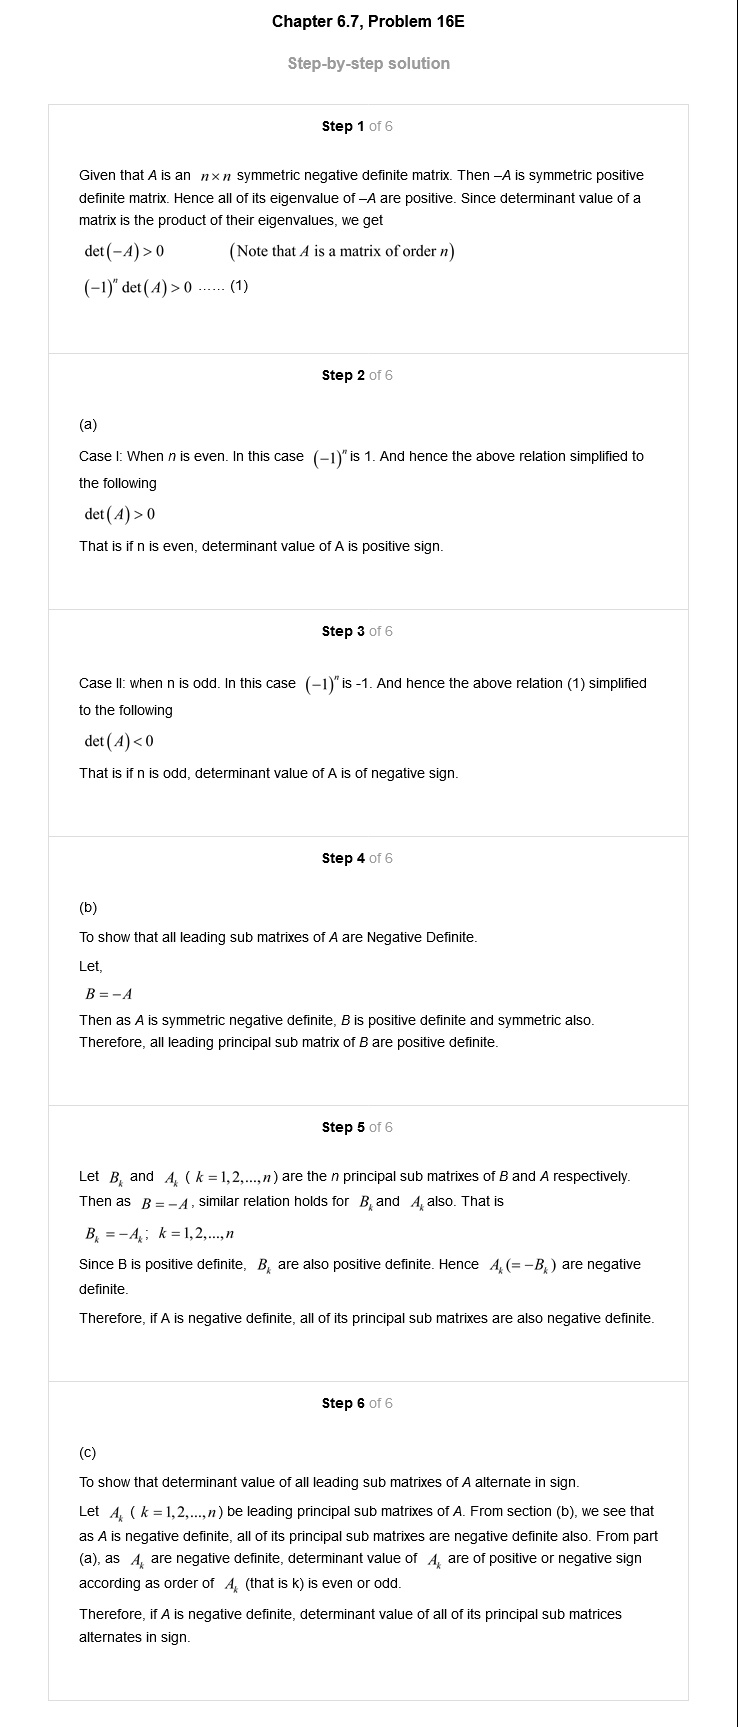 Chapter 6.7, Problem 16E
Step-by-step solution
Step 1 of 6
Given that A is an n×n symmetric negative definite matrix. Then –A is symmetric positive
definite matrix. Hence all of its eigenvalue of –A are positive. Since determinant value of a
matrix is the product of their eigenvalues, we get
det(−A) > 0 (Note that A is a matrix of order n)
(−1)ⁿ det(A) > 0 ...... (1)
Step 2 of 6
(a)
Case I: When n is even. In this case (−1)ⁿ is 1. And hence the above relation simplified to
the following
det(A) > 0
That is if n is even, determinant value of A is positive sign.
Step 3 of 6
Case II: when n is odd. In this case (−1)ⁿ is -1. And hence the above relation (1) simplified
to the following
det(A) < 0
That is if n is odd, determinant value of A is of negative sign.
Step 4 of 6
(b)
To show that all leading sub matrixes of A are Negative Definite.
Let,
B = −A
Then as A is symmetric negative definite, B is positive definite and symmetric also.
Therefore, all leading principal sub matrix of B are positive definite.
Step 5 of 6
Let Bₖ and Aₖ ( k = 1,2,...,n) are the n principal sub matrixes of B and A respectively.
Then as B = −A, similar relation holds for Bₖ and Aₖ also. That is
Bₖ = −Aₖ; k = 1,2,...,n
Since B is positive definite, Bₖ are also positive definite. Hence Aₖ(= −Bₖ) are negative
definite.
Therefore, if A is negative definite, all of its principal sub matrixes are also negative definite.
Step 6 of 6
(c)
To show that determinant value of all leading sub matrixes of A alternate in sign.
Let Aₖ ( k = 1,2,...,n) be leading principal sub matrixes of A. From section (b), we see that
as A is negative definite, all of its principal sub matrixes are negative definite also. From part
(a), as Aₖ are negative definite, determinant value of Aₖ are of positive or negative sign
according as order of Aₖ (that is k) is even or odd.
Therefore, if A is negative definite, determinant value of all of its principal sub matrices
alternates in sign.